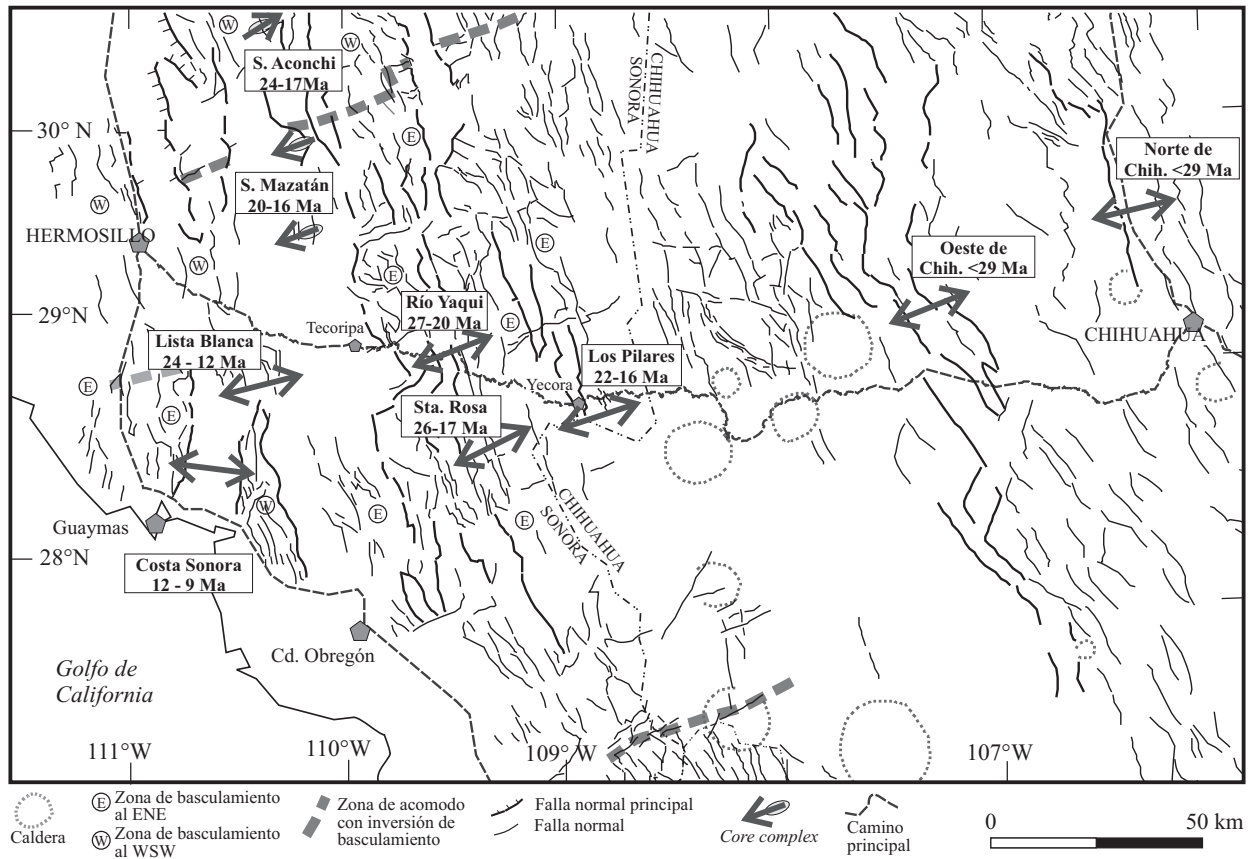 W
W
S. Aconchi
24-17Ma
CHIHUAHUA
SONORA
30° N
E
Norte de
Chih. <29 Ma
W
S. Mazatán
20-16 Ma
HERMOSILLO
E
Oeste de
Chih. <29 Ma
W
E
29°N
Río Yaqui
27-20 Ma
E
Tecoripa
CHIHUAHUA
Lista Blanca
24 - 12 Ma
Los Pilares
22-16 Ma
E
Yecora
E
Sta. Rosa
26-17 Ma
W
E
E
CHIHUAHUA
SONORA
Guaymas
28°N
Costa Sonora
12 - 9 Ma
Cd. Obregón
Golfo de
California
111°W
110°W
109° W
107°W
Caldera
E Zona de basculamiento
al ENE
W Zona de basculamiento
al WSW
Zona de acomodo
con inversión de
basculamiento
Falla normal principal
Falla normal
Core complex
Camino
principal
0 50 km